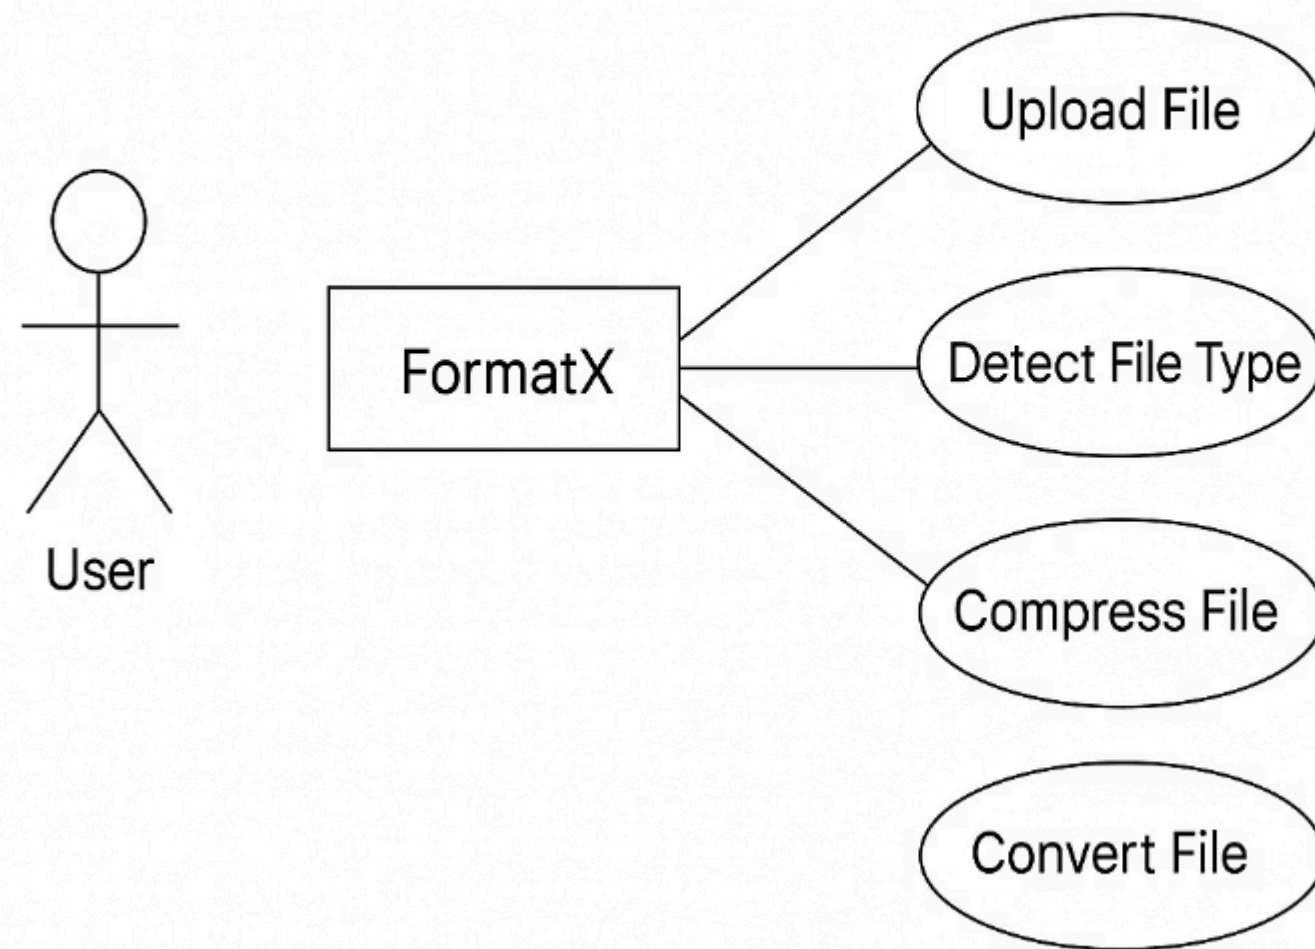 Upload File
Detect File Type
FormatX
User
Compress File
Convert File